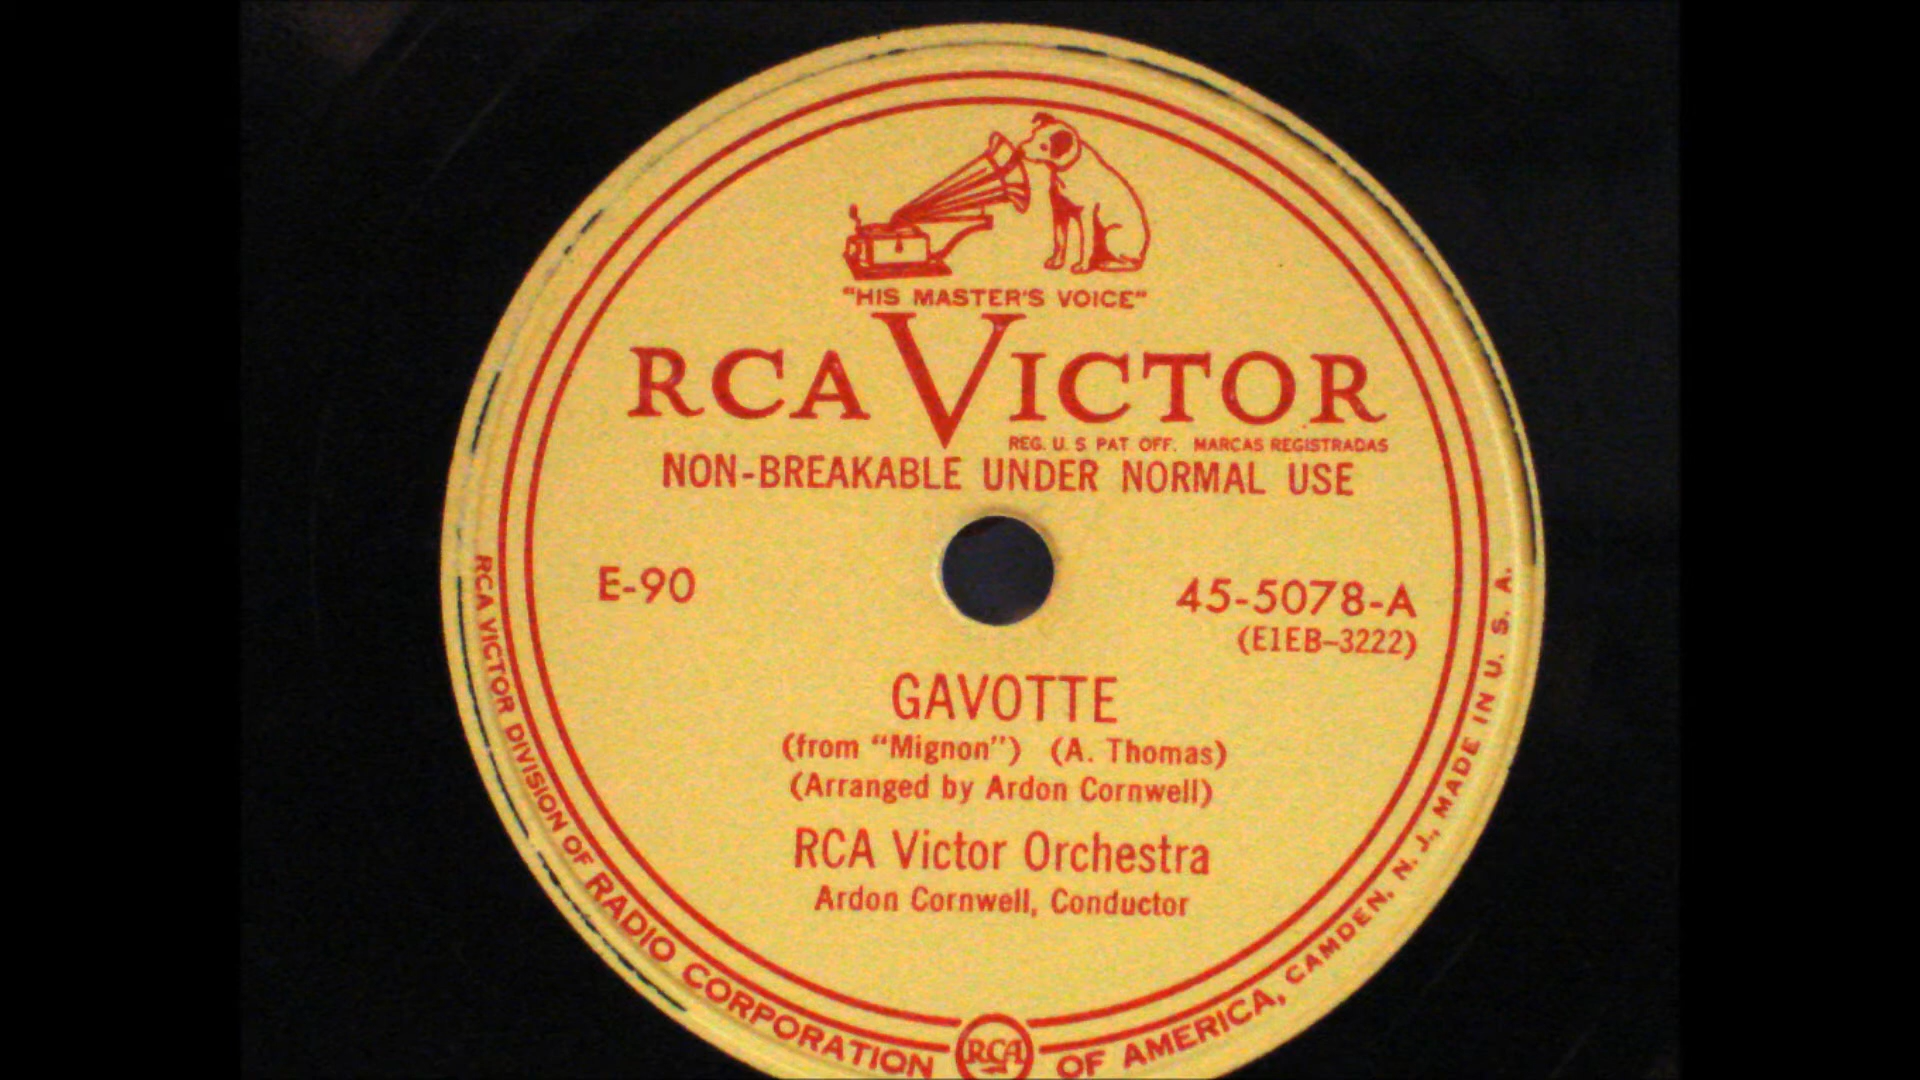 "HIS MASTER'S VOICE"
RCA VICTOR
REG. U. S PAT OFF. MARCAS REGISTRADAS
NON-BREAKABLE UNDER NORMAL USE
E-90
45-5078-A
(E1EB-3222)
GAVOTTE
(from "Mignon") (A. Thomas)
(Arranged by Ardon Cornwell)
RCA Victor Orchestra
Ardon Cornwell, Conductor
RCA VICTOR DIVISION OF RADIO CORPORATION OF AMERICA, CAMDEN, N. J., MADE IN U. S. A.
RCA